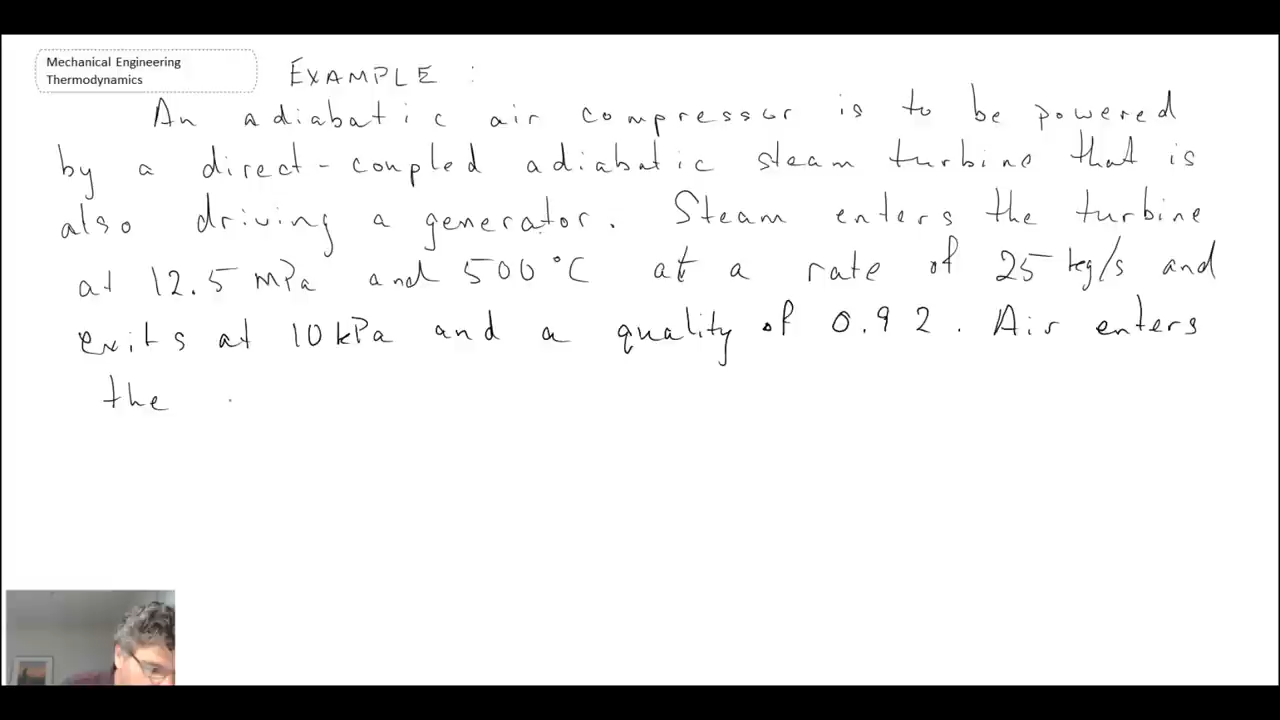 Mechanical Engineering
Thermodynamics
EXAMPLE :
An adiabatic air compressor is to be powered
by a direct-coupled adiabatic steam turbine that is
also driving a generator. Steam enters the turbine
at 12.5 MPa and 500 °C at a rate of 25 kg/s and
exits at 10 kPa and a quality of 0.92. Air enters
the